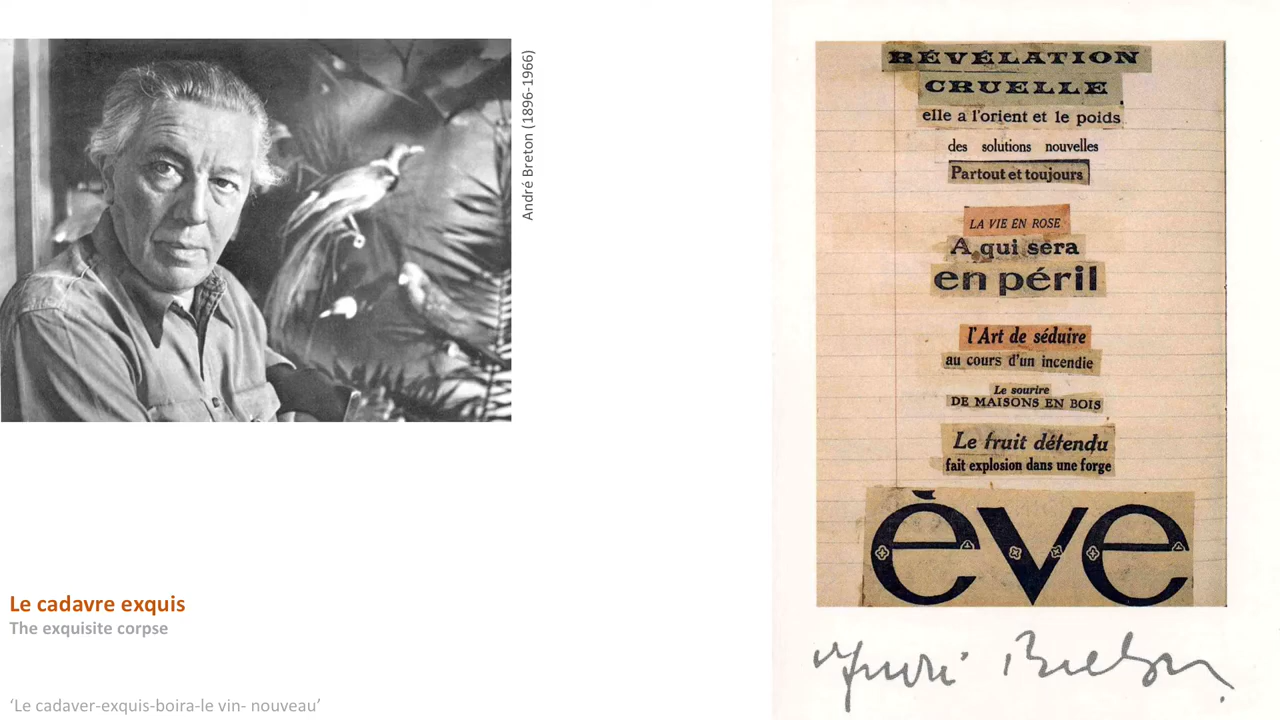 André Breton (1896-1966)
Le cadavre exquis
The exquisite corpse
‘Le cadaver-exquis-boira-le vin- nouveau’
RÉVÉLATION
CRUELLE
elle a l'orient et le poids
des solutions nouvelles
Partout et toujours
LA VIE EN ROSE
A qui sera
en péril
l'Art de séduire
au cours d'un incendie
Le sourire
DE MAISONS EN BOIS
Le fruit détendu
fait explosion dans une forge
ève
André Breton